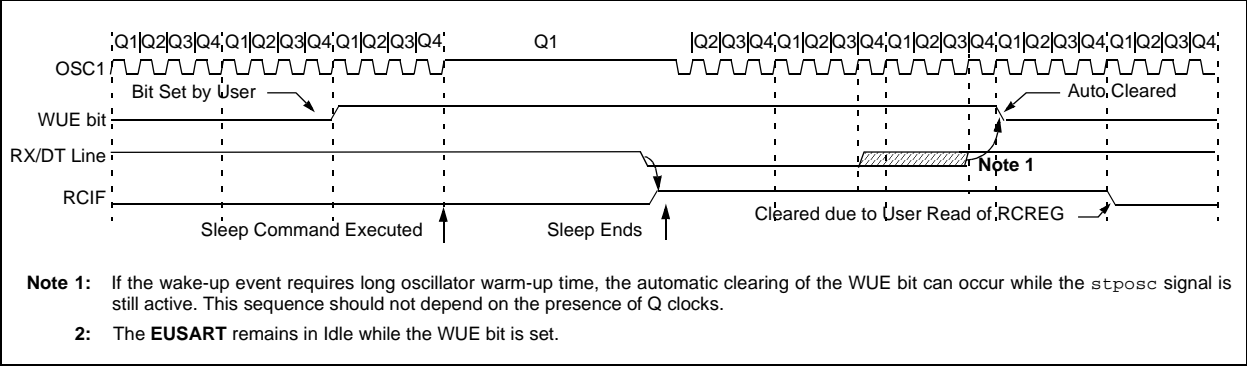 Q1 Q2 Q3 Q4 Q1 Q2 Q3 Q4 Q1 Q2 Q3 Q4 Q1 Q2 Q3 Q4 Q1 Q2 Q3 Q4 Q1 Q2 Q3 Q4 Q1 Q2 Q3 Q4 Q1 Q2 Q3 Q4
OSC1
Bit Set by User
Auto Cleared
WUE bit
RX/DT Line
Note 1
RCIF
Cleared due to User Read of RCREG
Sleep Command Executed
Sleep Ends
Note 1: If the wake-up event requires long oscillator warm-up time, the automatic clearing of the WUE bit can occur while the stposc signal is
still active. This sequence should not depend on the presence of Q clocks.
2: The EUSART remains in Idle while the WUE bit is set.